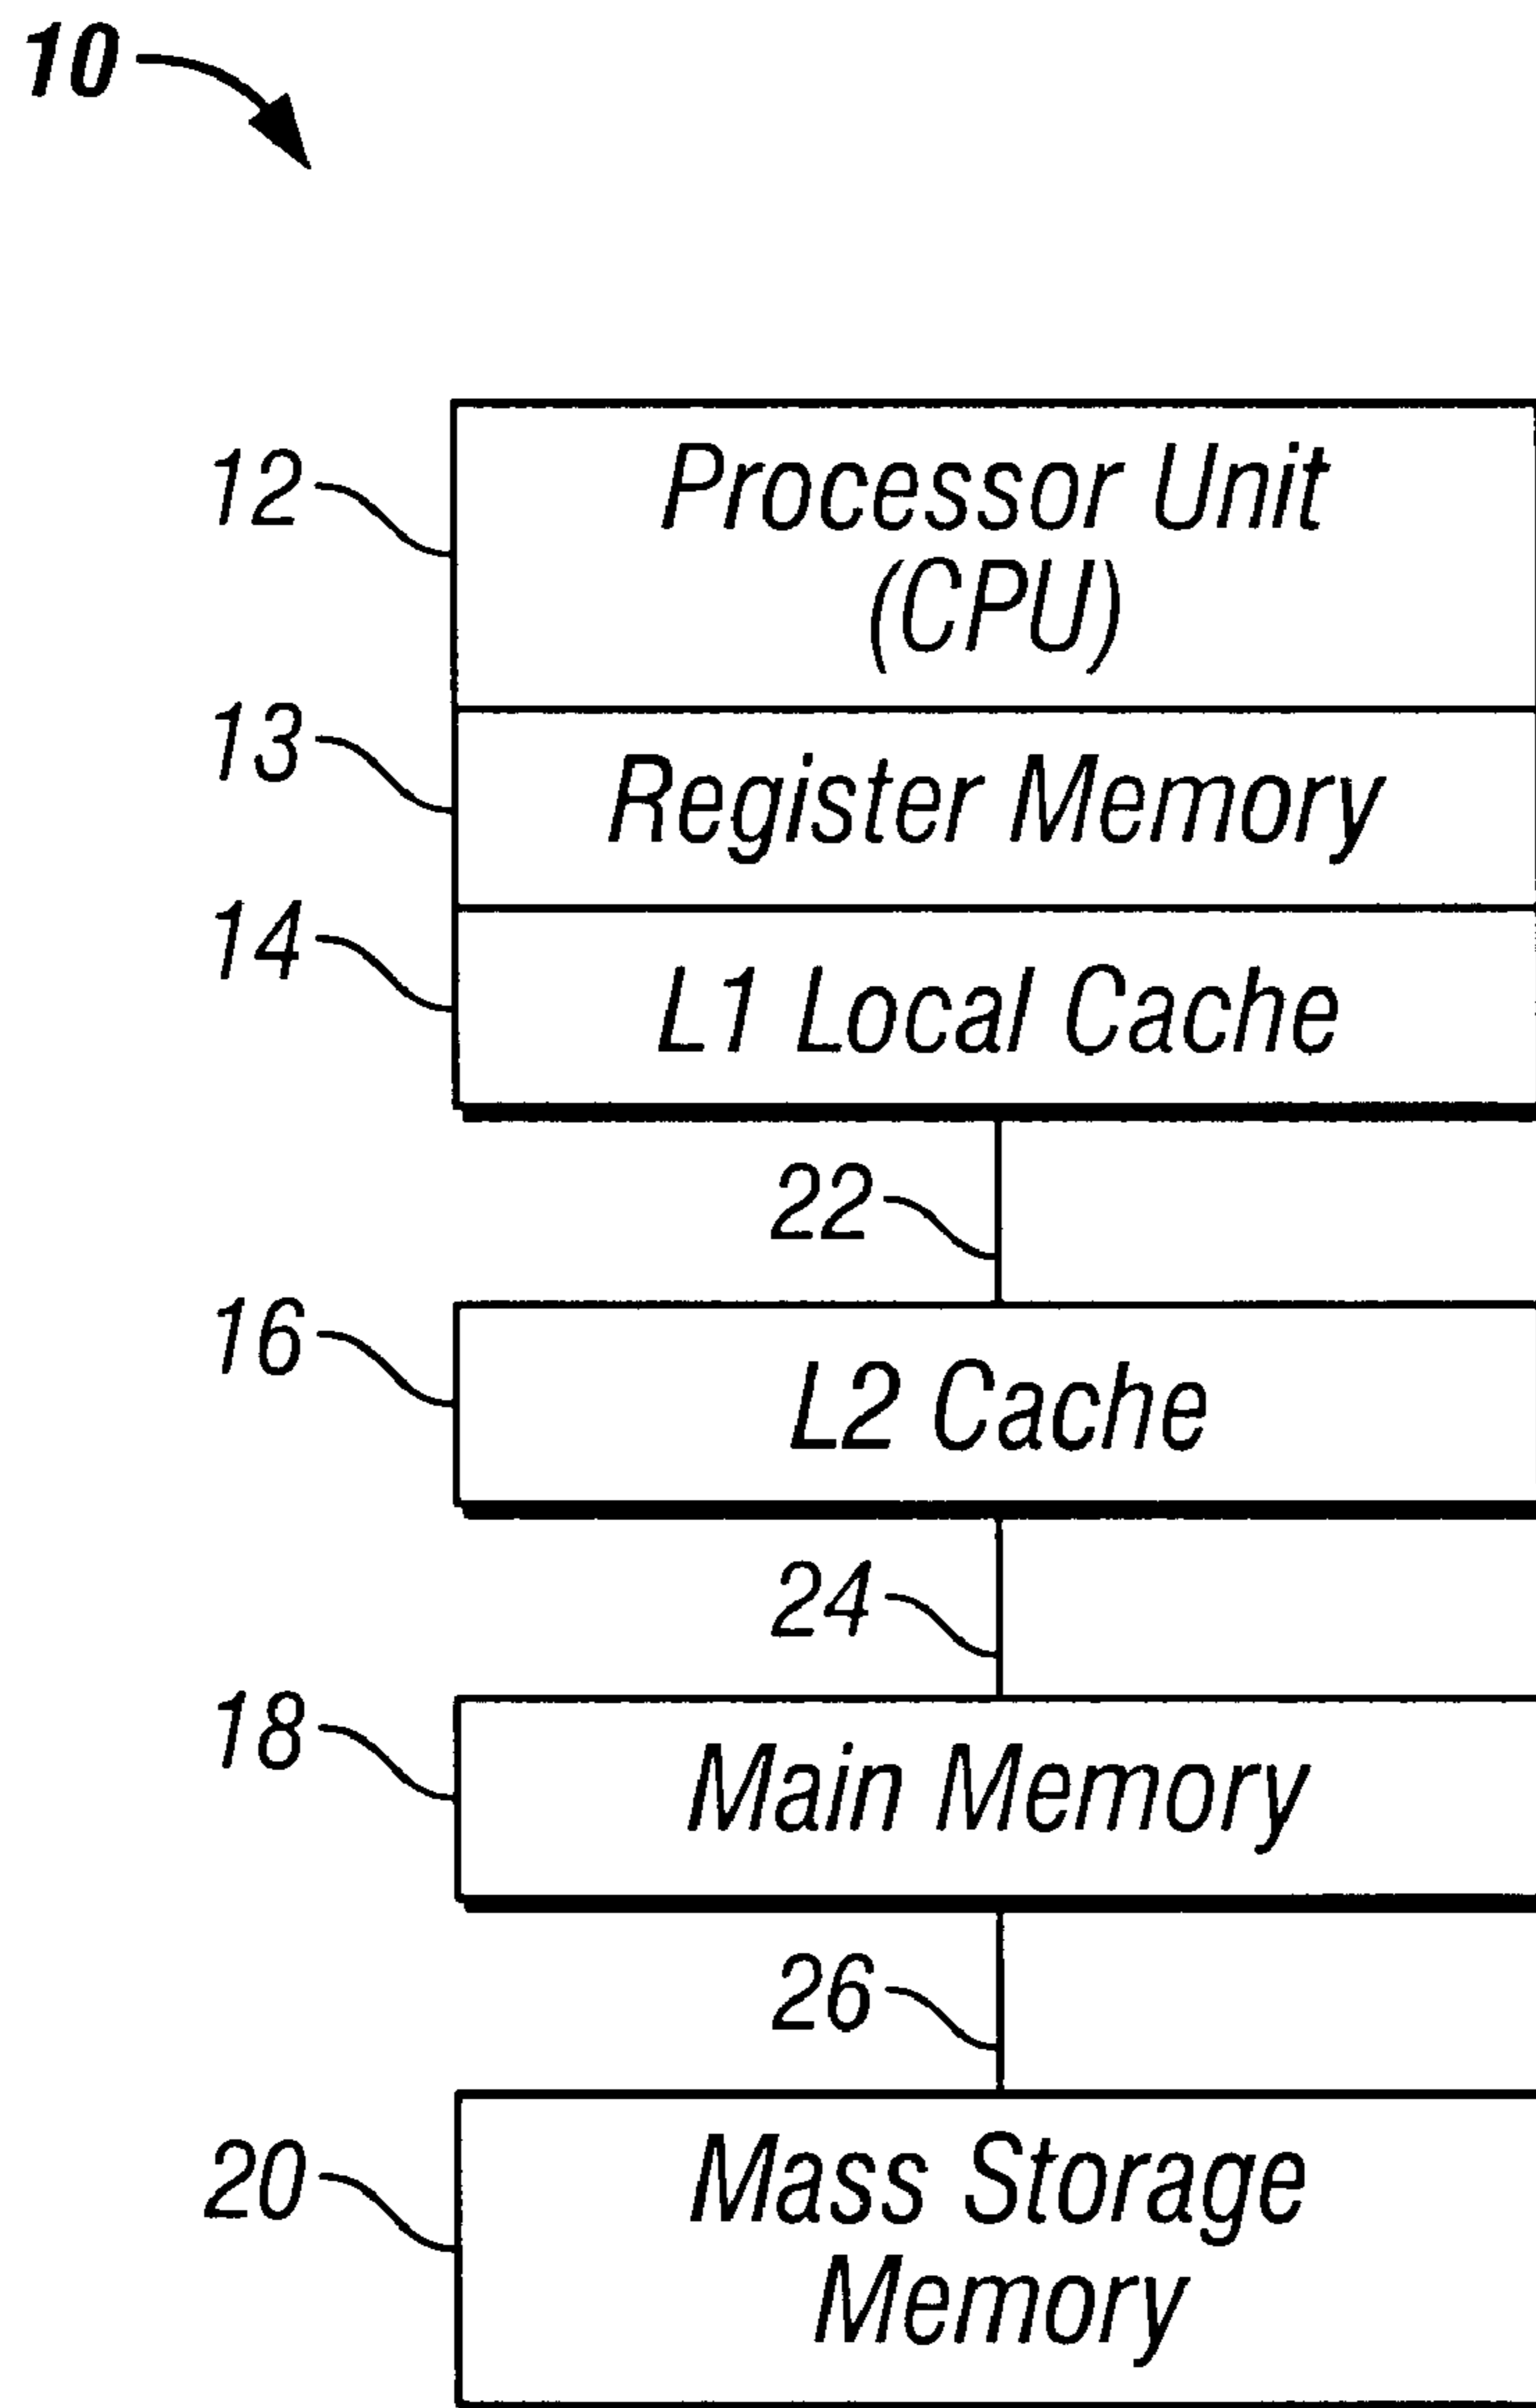 10
12
Processor Unit
(CPU)
13
Register Memory
14
L1 Local Cache
22
16
L2 Cache
24
18
Main Memory
26
20
Mass Storage
Memory